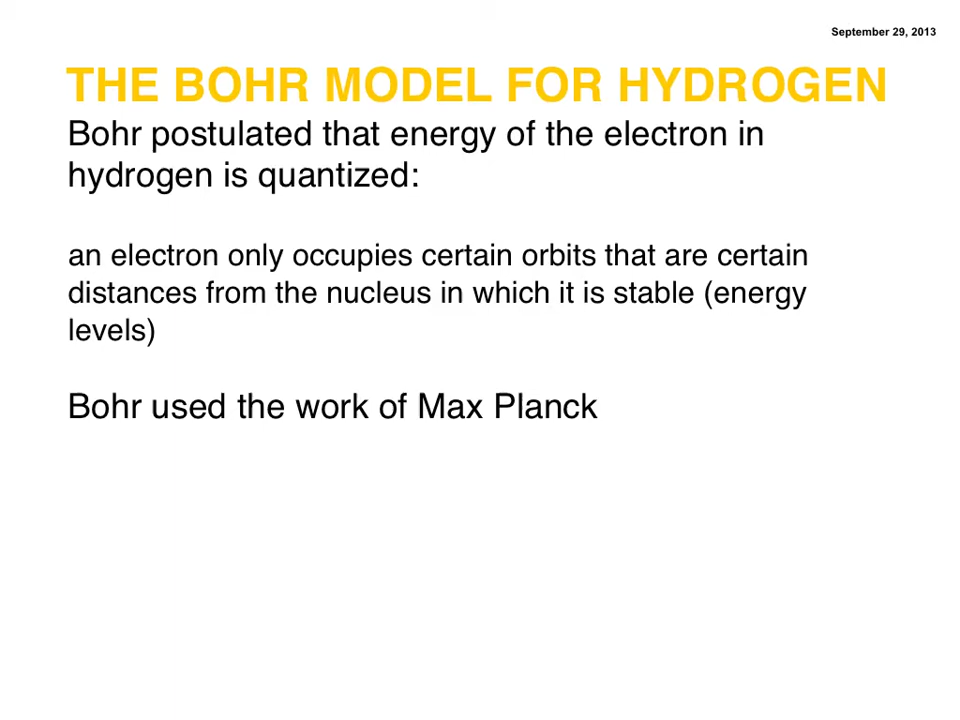 September 29, 2013
THE BOHR MODEL FOR HYDROGEN
Bohr postulated that energy of the electron in
hydrogen is quantized:
an electron only occupies certain orbits that are certain
distances from the nucleus in which it is stable (energy
levels)
Bohr used the work of Max Planck